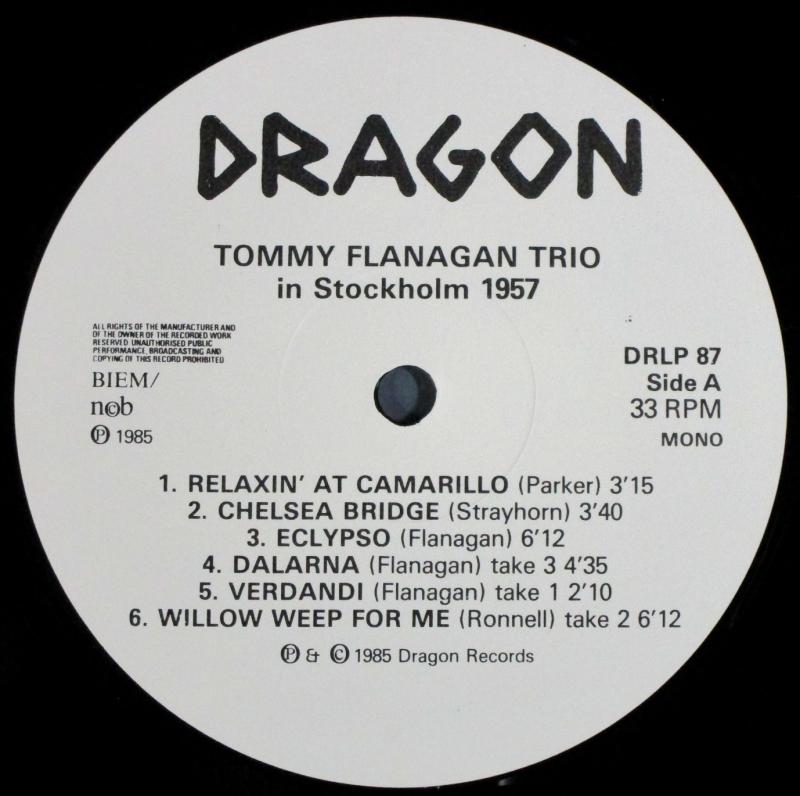 DRAGON
TOMMY FLANAGAN TRIO
in Stockholm 1957
ALL RIGHTS OF THE MANUFACTURER AND
OF THE OWNER OF THE RECORDED WORK
RESERVED UNAUTHORISED PUBLIC
PERFORMANCE, BROADCASTING AND
COPYING OF THIS RECORD PROHIBITED
BIEM/
n©b
℗ 1985
DRLP 87
Side A
33 RPM
MONO
1. RELAXIN' AT CAMARILLO (Parker) 3'15
2. CHELSEA BRIDGE (Strayhorn) 3'40
3. ECLYPSO (Flanagan) 6'12
4. DALARNA (Flanagan) take 3 4'35
5. VERDANDI (Flanagan) take 1 2'10
6. WILLOW WEEP FOR ME (Ronnell) take 2 6'12
℗ & © 1985 Dragon Records